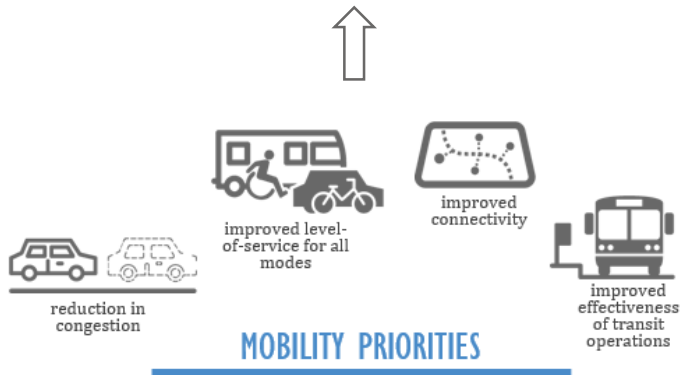 improved level-
of-service for all
modes
improved
connectivity
reduction in
congestion
improved
effectiveness
of transit
operations
MOBILITY PRIORITIES